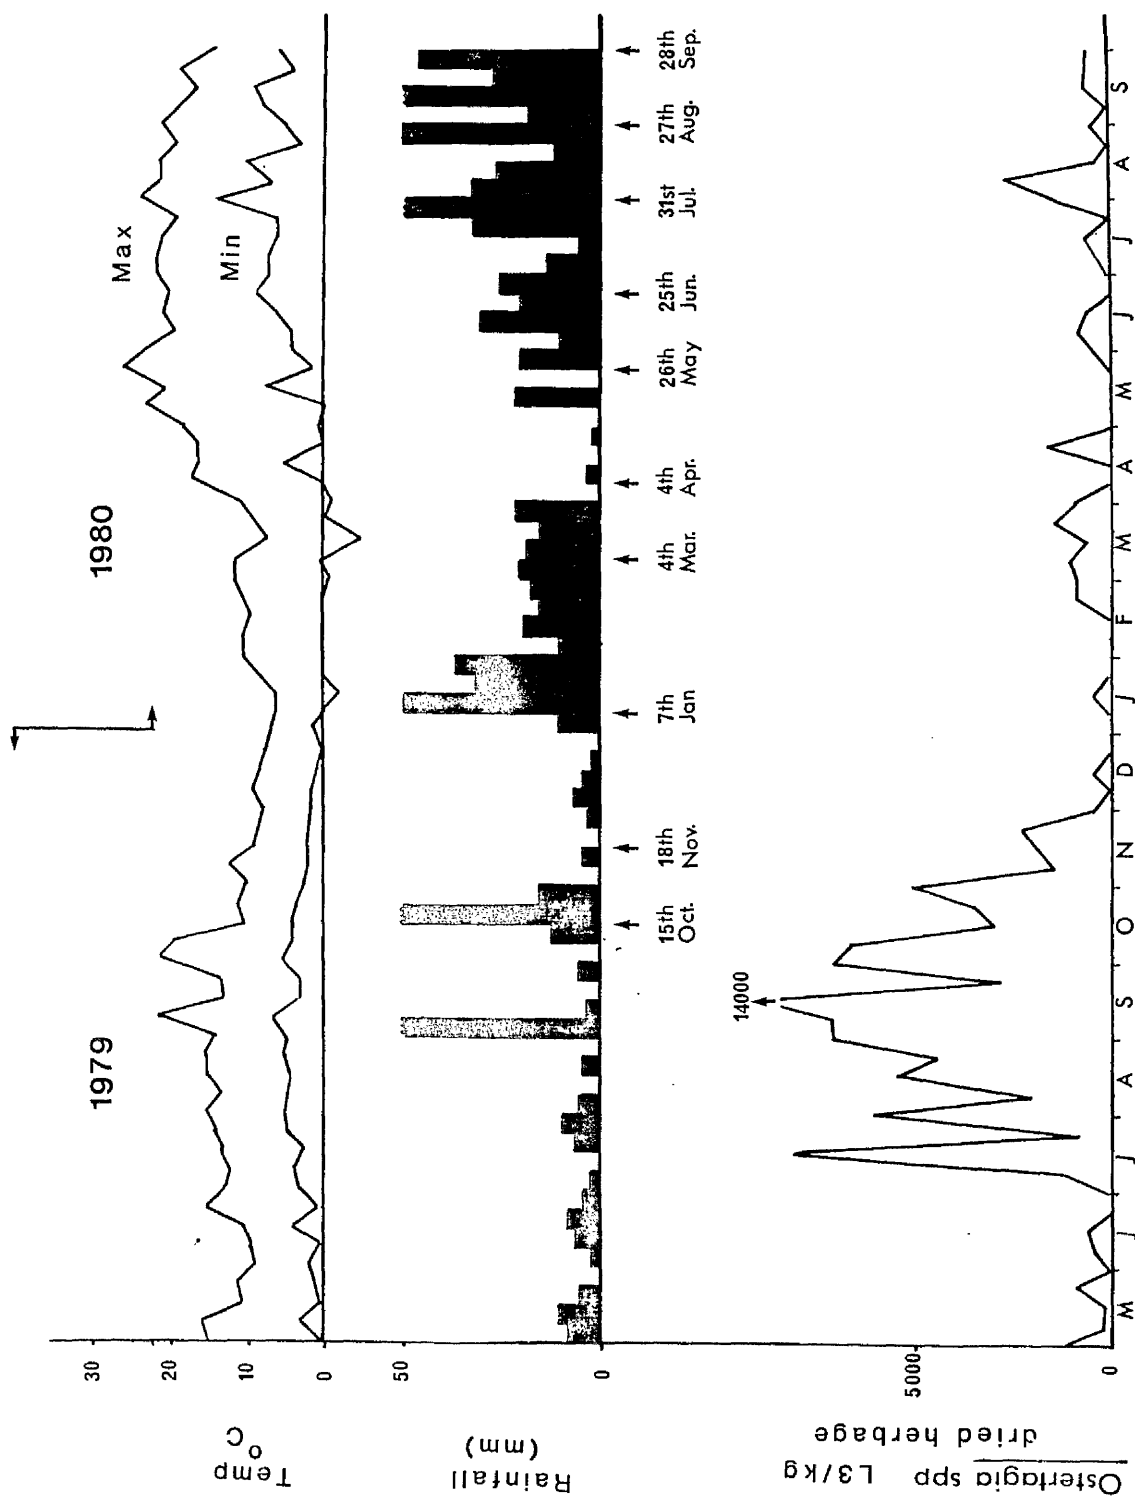 1979
1980
Temp
°C
30
20
10
0
Max
Min
Rainfall
(mm)
50
0
15th
Oct.
18th
Nov.
7th
Jan
4th
Mar.
4th
Apr.
26th
May
25th
Jun.
31st
Jul.
27th
Aug.
28th
Sep.
Ostertagia spp L3/kg
dried herbage
5000
0
14000
M J J A S O N D J F M A M J J A S